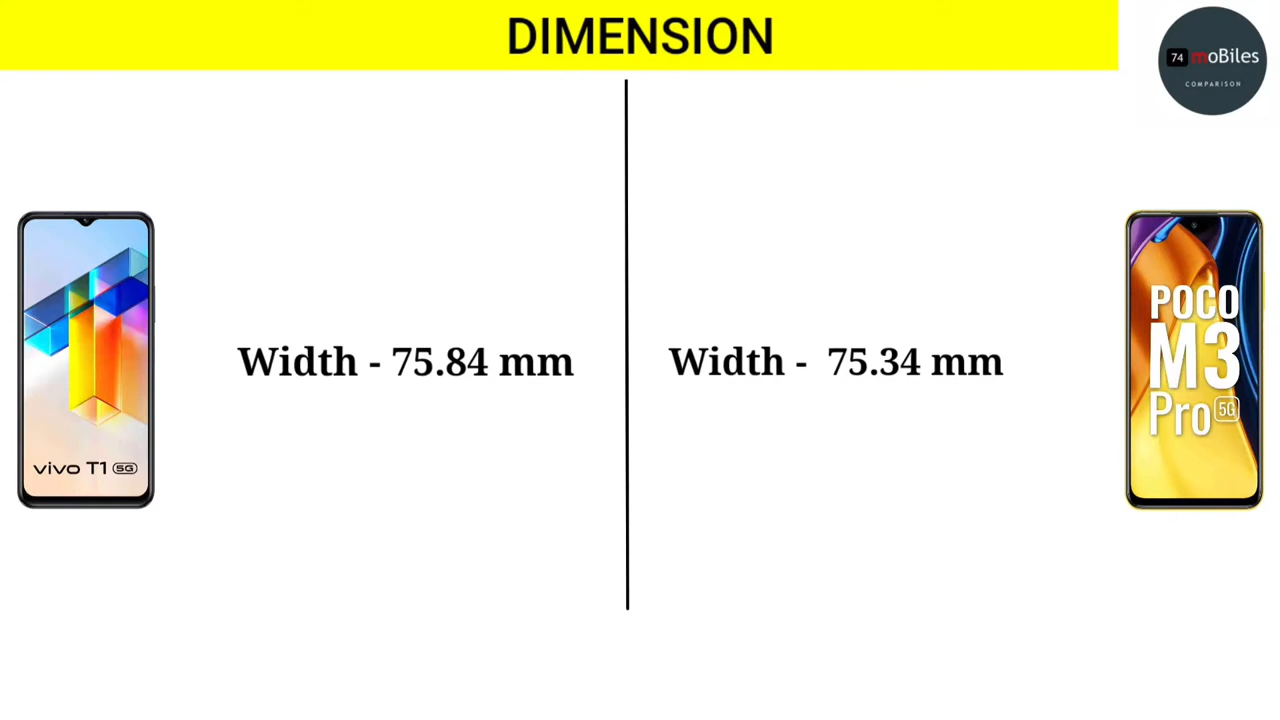 DIMENSION
74 moBiles
COMPARISON
Width - 75.84 mm
Width -  75.34 mm
vivo T1 5G
POCO
M3
Pro 5G